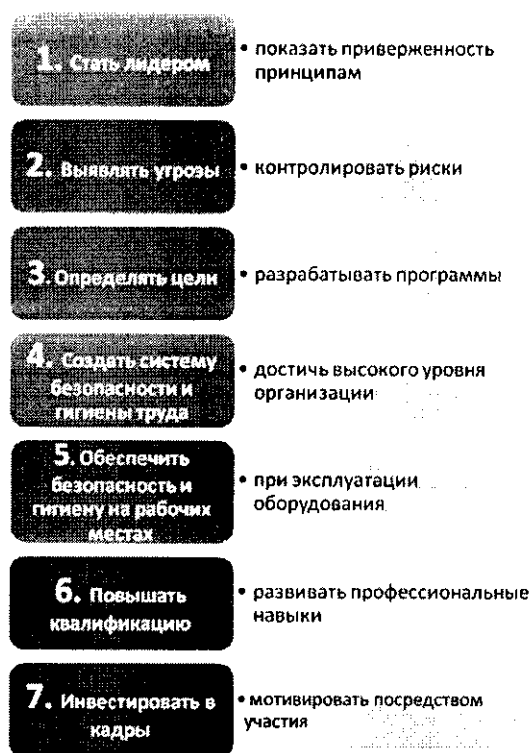 1. Стать лидером
• показать приверженность
принципам
2. Выявлять угрозы
• контролировать риски
3. Определять цели
• разрабатывать программы
4. Создать систему
безопасности и
гигиены труда
• достичь высокого уровня
организации
5. Обеспечить
безопасность и
гигиену на рабочих
местах
• при эксплуатации
оборудования
6. Повышать
квалификацию
• развивать профессиональные
навыки
7. Инвестировать в
кадры
• мотивировать посредством
участия